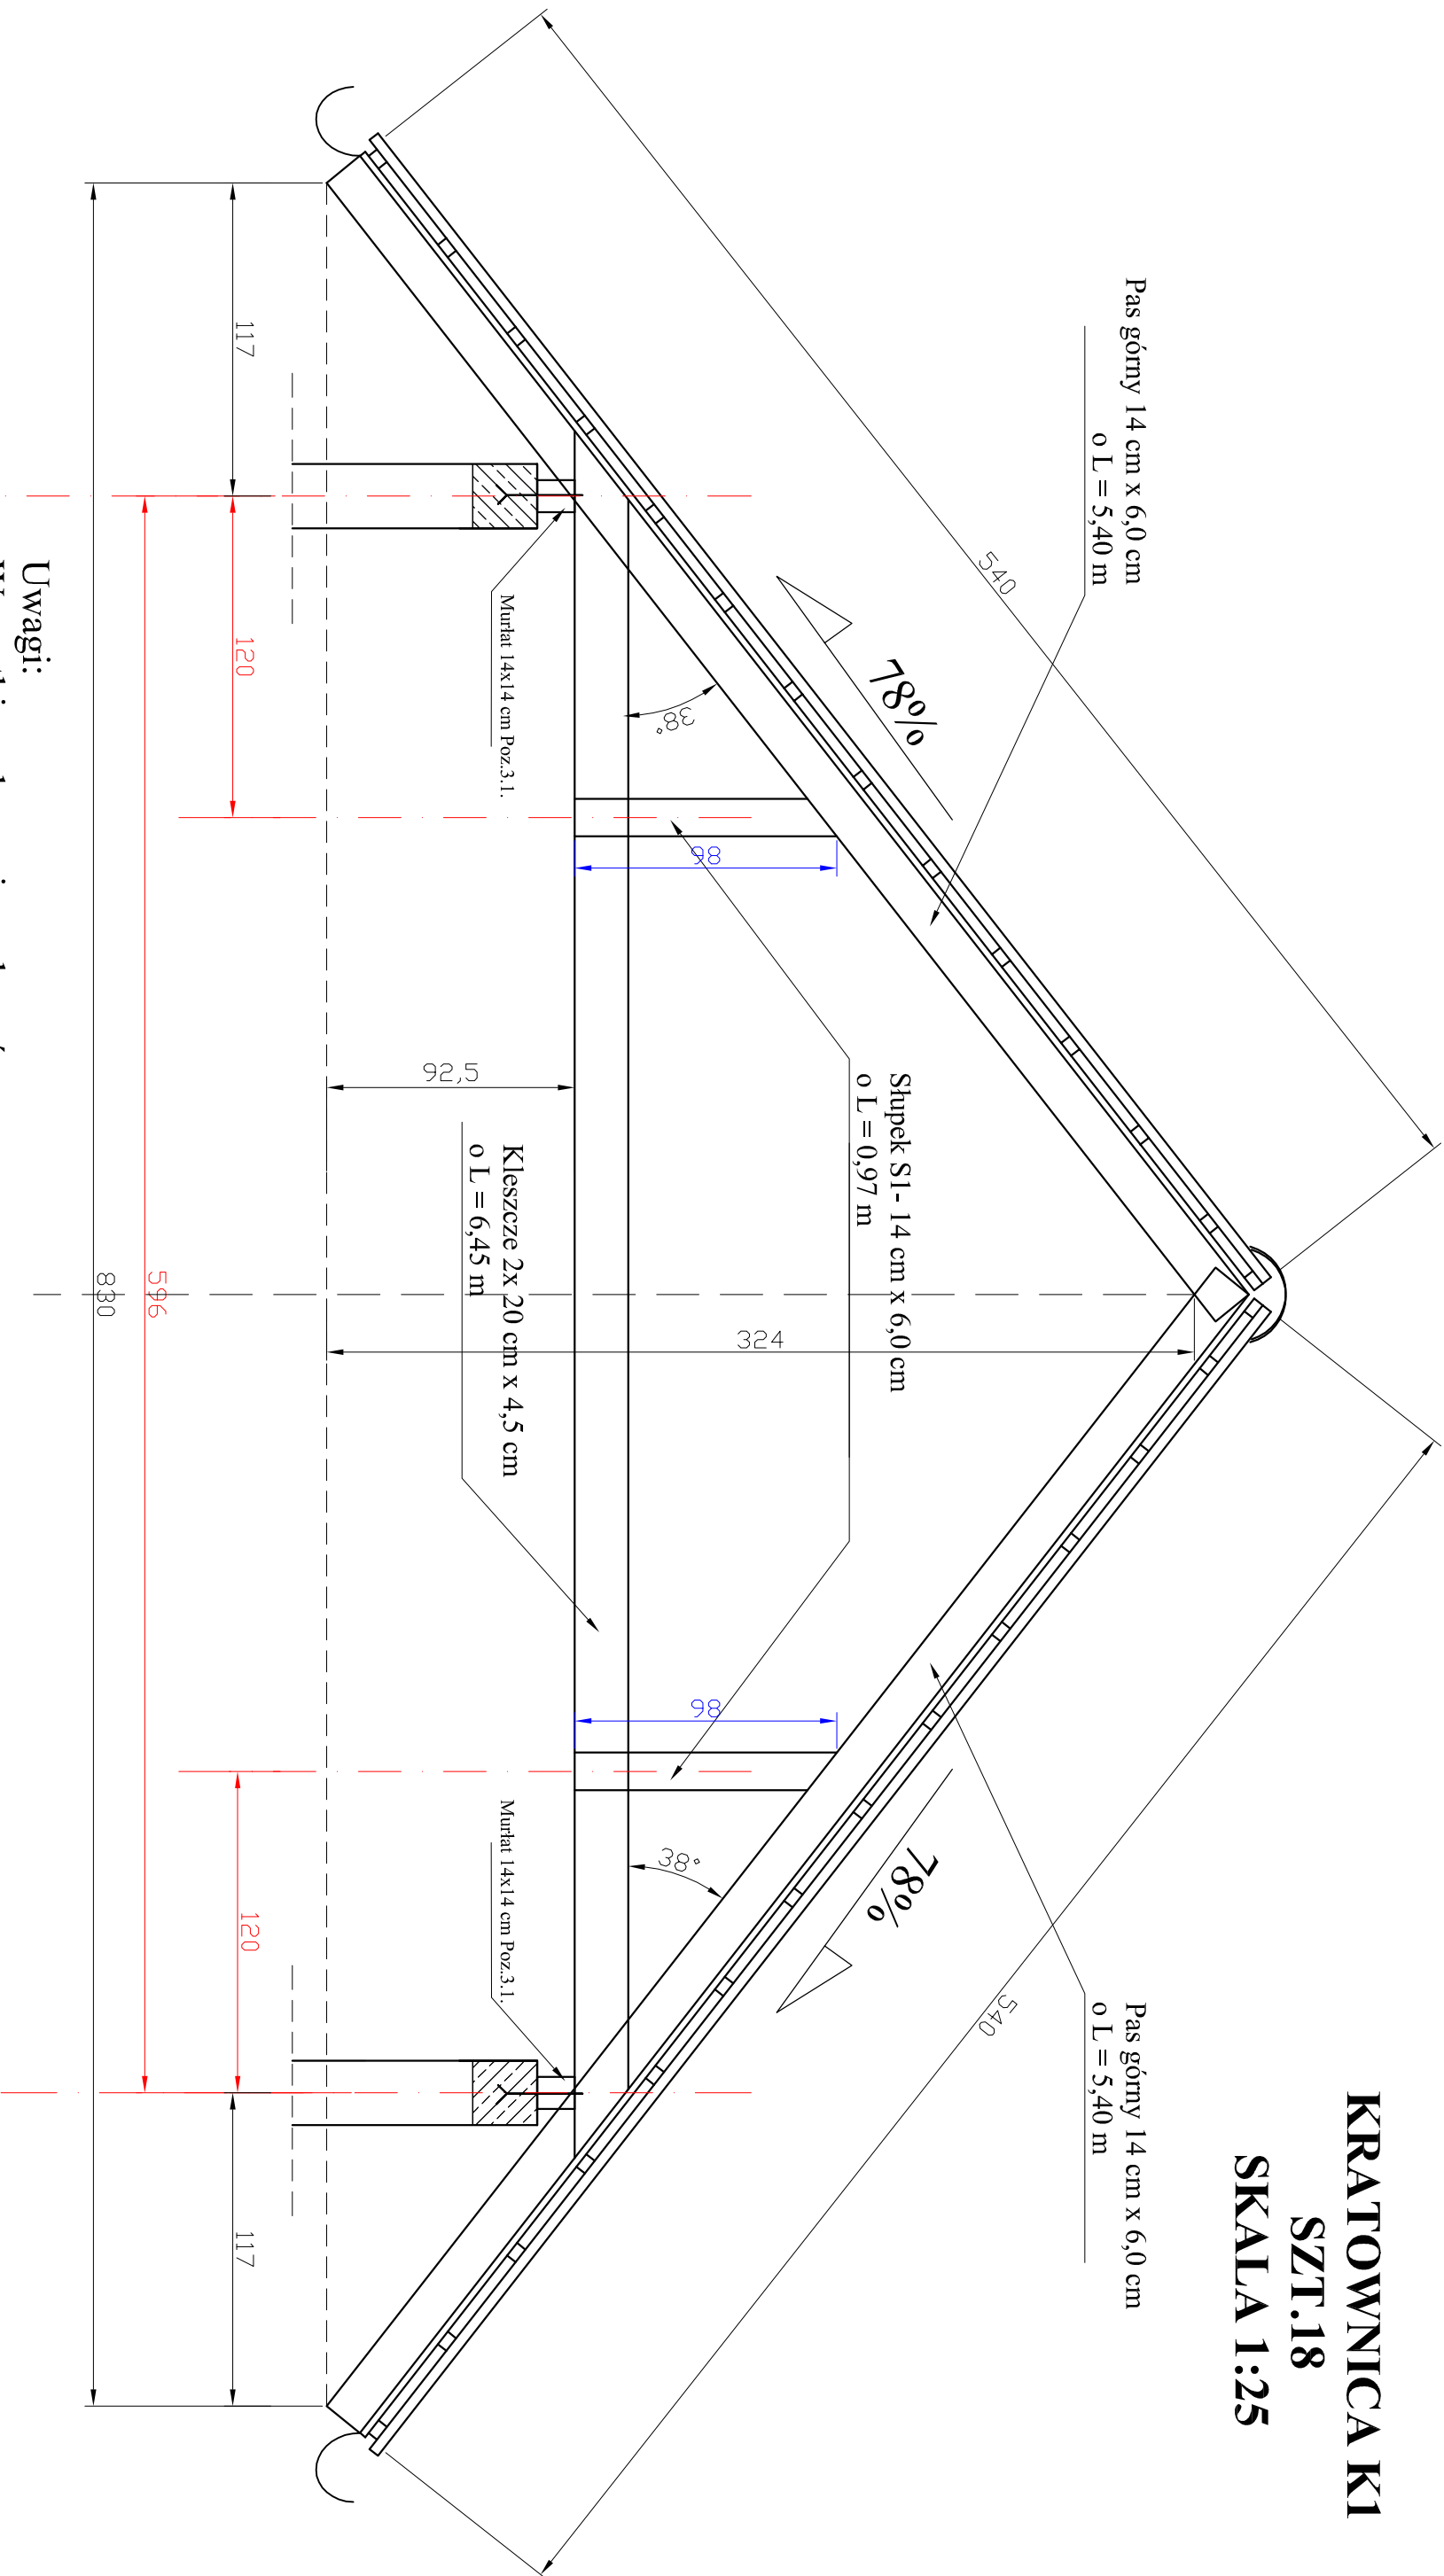 KRATOWNICA K1
SZT.18
SKALA 1:25
Pas górny 14 cm x 6,0 cm
o L = 5,40 m
Pas górny 14 cm x 6,0 cm
o L = 5,40 m
540
540
78%
78%
Słupek S1- 14 cm x 6,0 cm
o L = 0,97 m
324
98
98
38°
38°
Kleszcze 2x 20 cm x 4,5 cm
o L = 6,45 m
92,5
Murłat 14x14 cm Poz.3.1.
Murłat 14x14 cm Poz.3.1.
117
120
120
117
596
830
Uwagi: